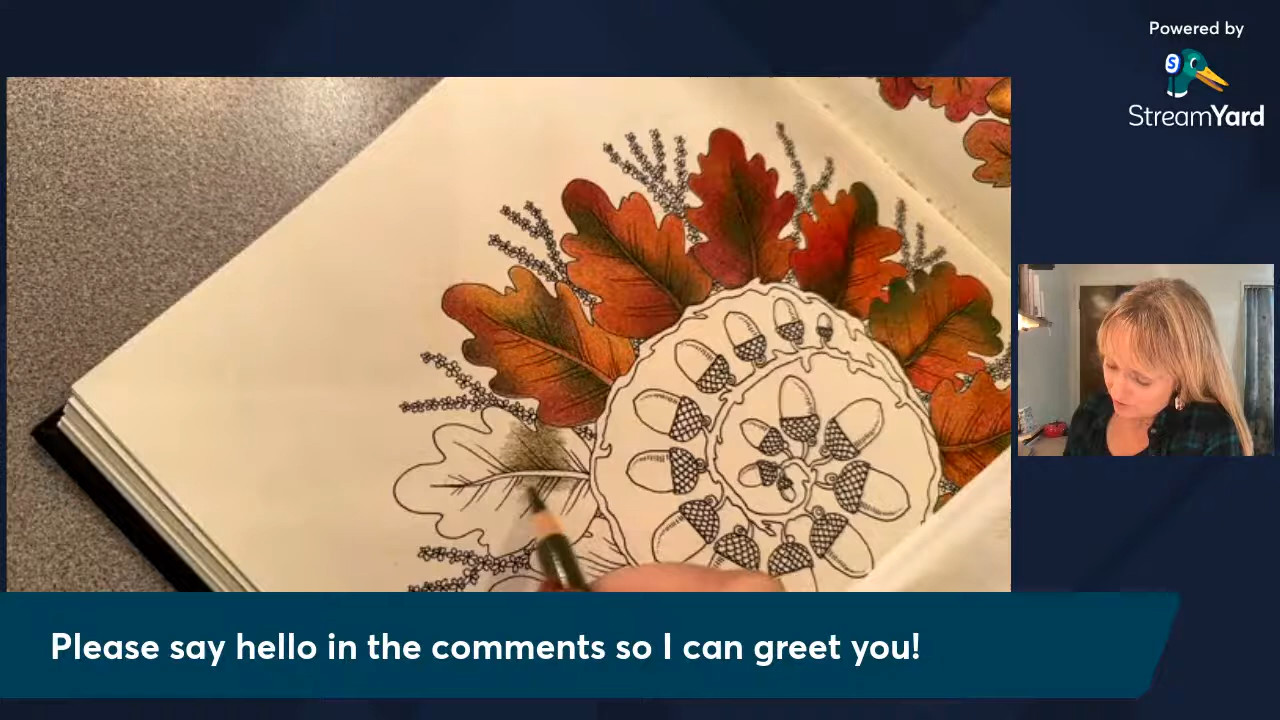 Powered by
S
StreamYard
Please say hello in the comments so I can greet you!